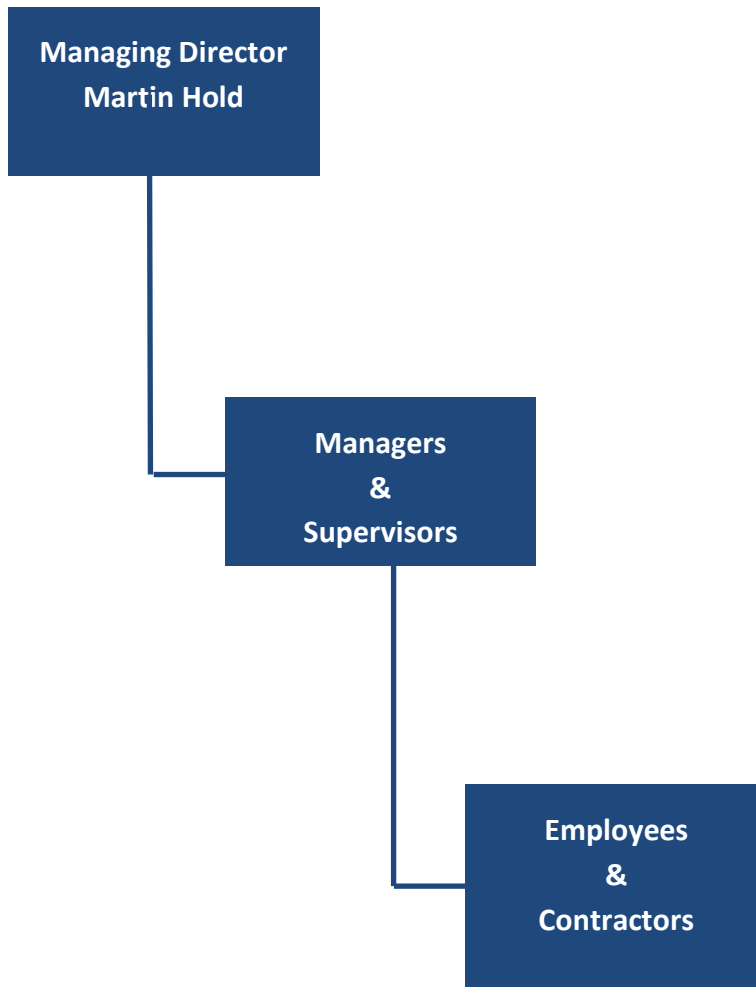 Managing Director
Martin Hold
Managers
&
Supervisors
Employees
&
Contractors